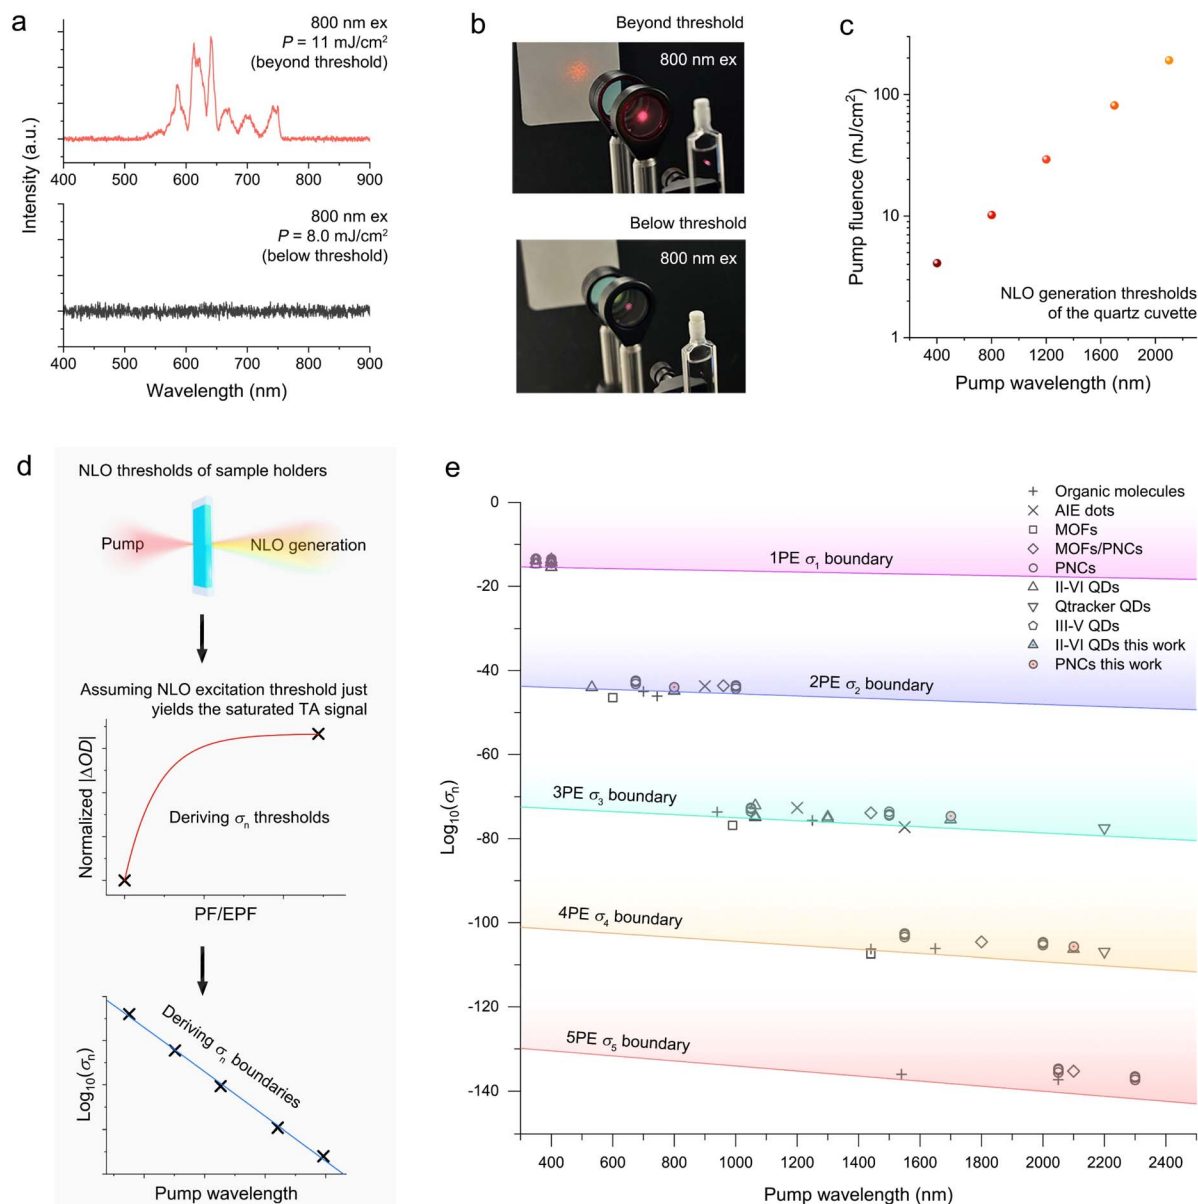 a
800 nm ex
P = 11 mJ/cm²
(beyond threshold)
400 500 600 700 800 900
800 nm ex
P = 8.0 mJ/cm²
(below threshold)
400 500 600 700 800 900
Wavelength (nm)
Intensity (a.u.)
b
Beyond threshold
800 nm ex
Below threshold
800 nm ex
c
100
10
1
Pump fluence (mJ/cm²)
NLO generation thresholds
of the quartz cuvette
400 800 1200 1600 2000
Pump wavelength (nm)
d
NLO thresholds of sample holders
Pump
NLO generation
Assuming NLO excitation threshold just
yields the saturated TA signal
Normalized |ΔOD|
Deriving σₙ thresholds
PF/EPF
Log₁₀(σₙ)
Deriving σₙ boundaries
Pump wavelength
e
0
-20
-40
-60
-80
-100
-120
-140
Log₁₀(σₙ)
Organic molecules
AIE dots
MOFs
MOFs/PNCs
PNCs
II-VI QDs
Qtracker QDs
III-V QDs
II-VI QDs this work
PNCs this work
1PE σ₁ boundary
2PE σ₂ boundary
3PE σ₃ boundary
4PE σ₄ boundary
5PE σ₅ boundary
400 600 800 1000 1200 1400 1600 1800 2000 2200 2400
Pump wavelength (nm)